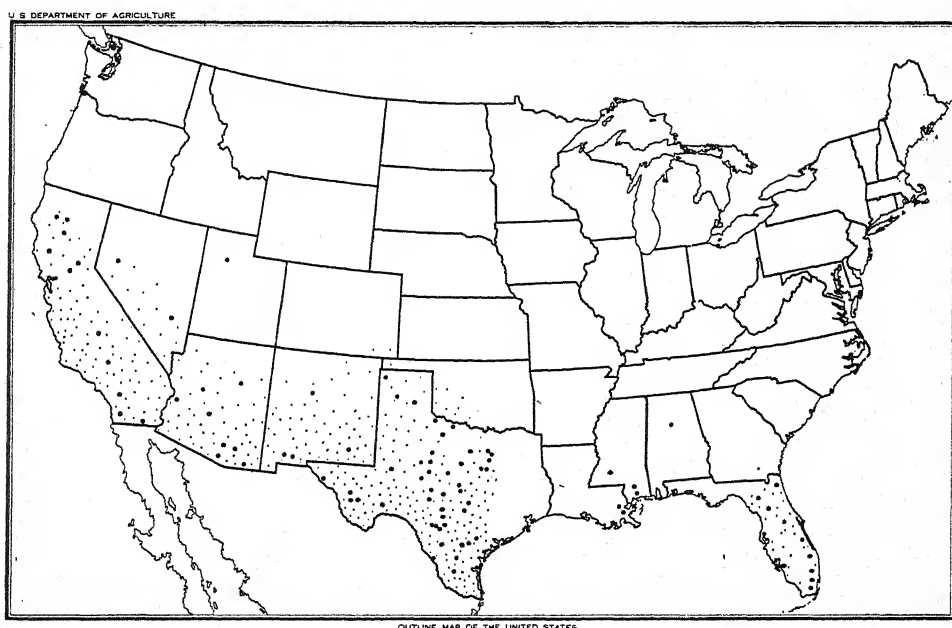 U S DEPARTMENT OF AGRICULTURE
OUTLINE MAP OF THE UNITED STATES